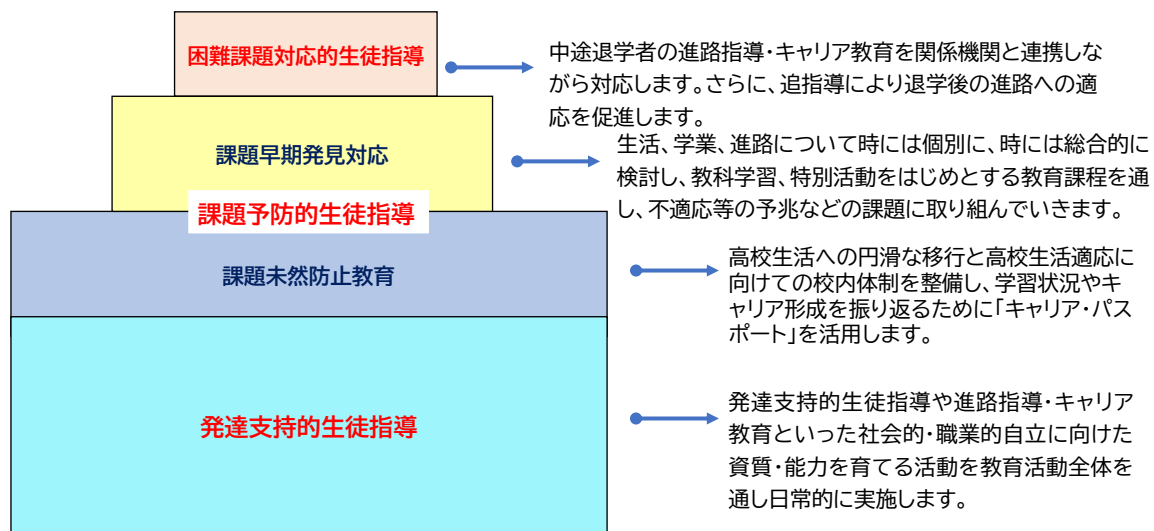 困難課題対応的生徒指導
中途退学者の進路指導・キャリア教育を関係機関と連携しな
がら対応します。さらに、追指導により退学後の進路への適
応を促進します。
課題早期発見対応
生活、学業、進路について時には個別に、時には総合的に
検討し、教科学習、特別活動をはじめとする教育課程を通
し、不適応等の予兆などの課題に取り組んでいきます。
課題予防的生徒指導
課題未然防止教育
高校生活への円滑な移行と高校生活適応に
向けての校内体制を整備し、学習状況やキ
ャリア形成を振り返るために「キャリア・パス
ポート」を活用します。
発達支持的生徒指導
発達支持的生徒指導や進路指導・キャリア
教育といった社会的・職業的自立に向けた
資質・能力を育てる活動を教育活動全体を
通し日常的に実施します。